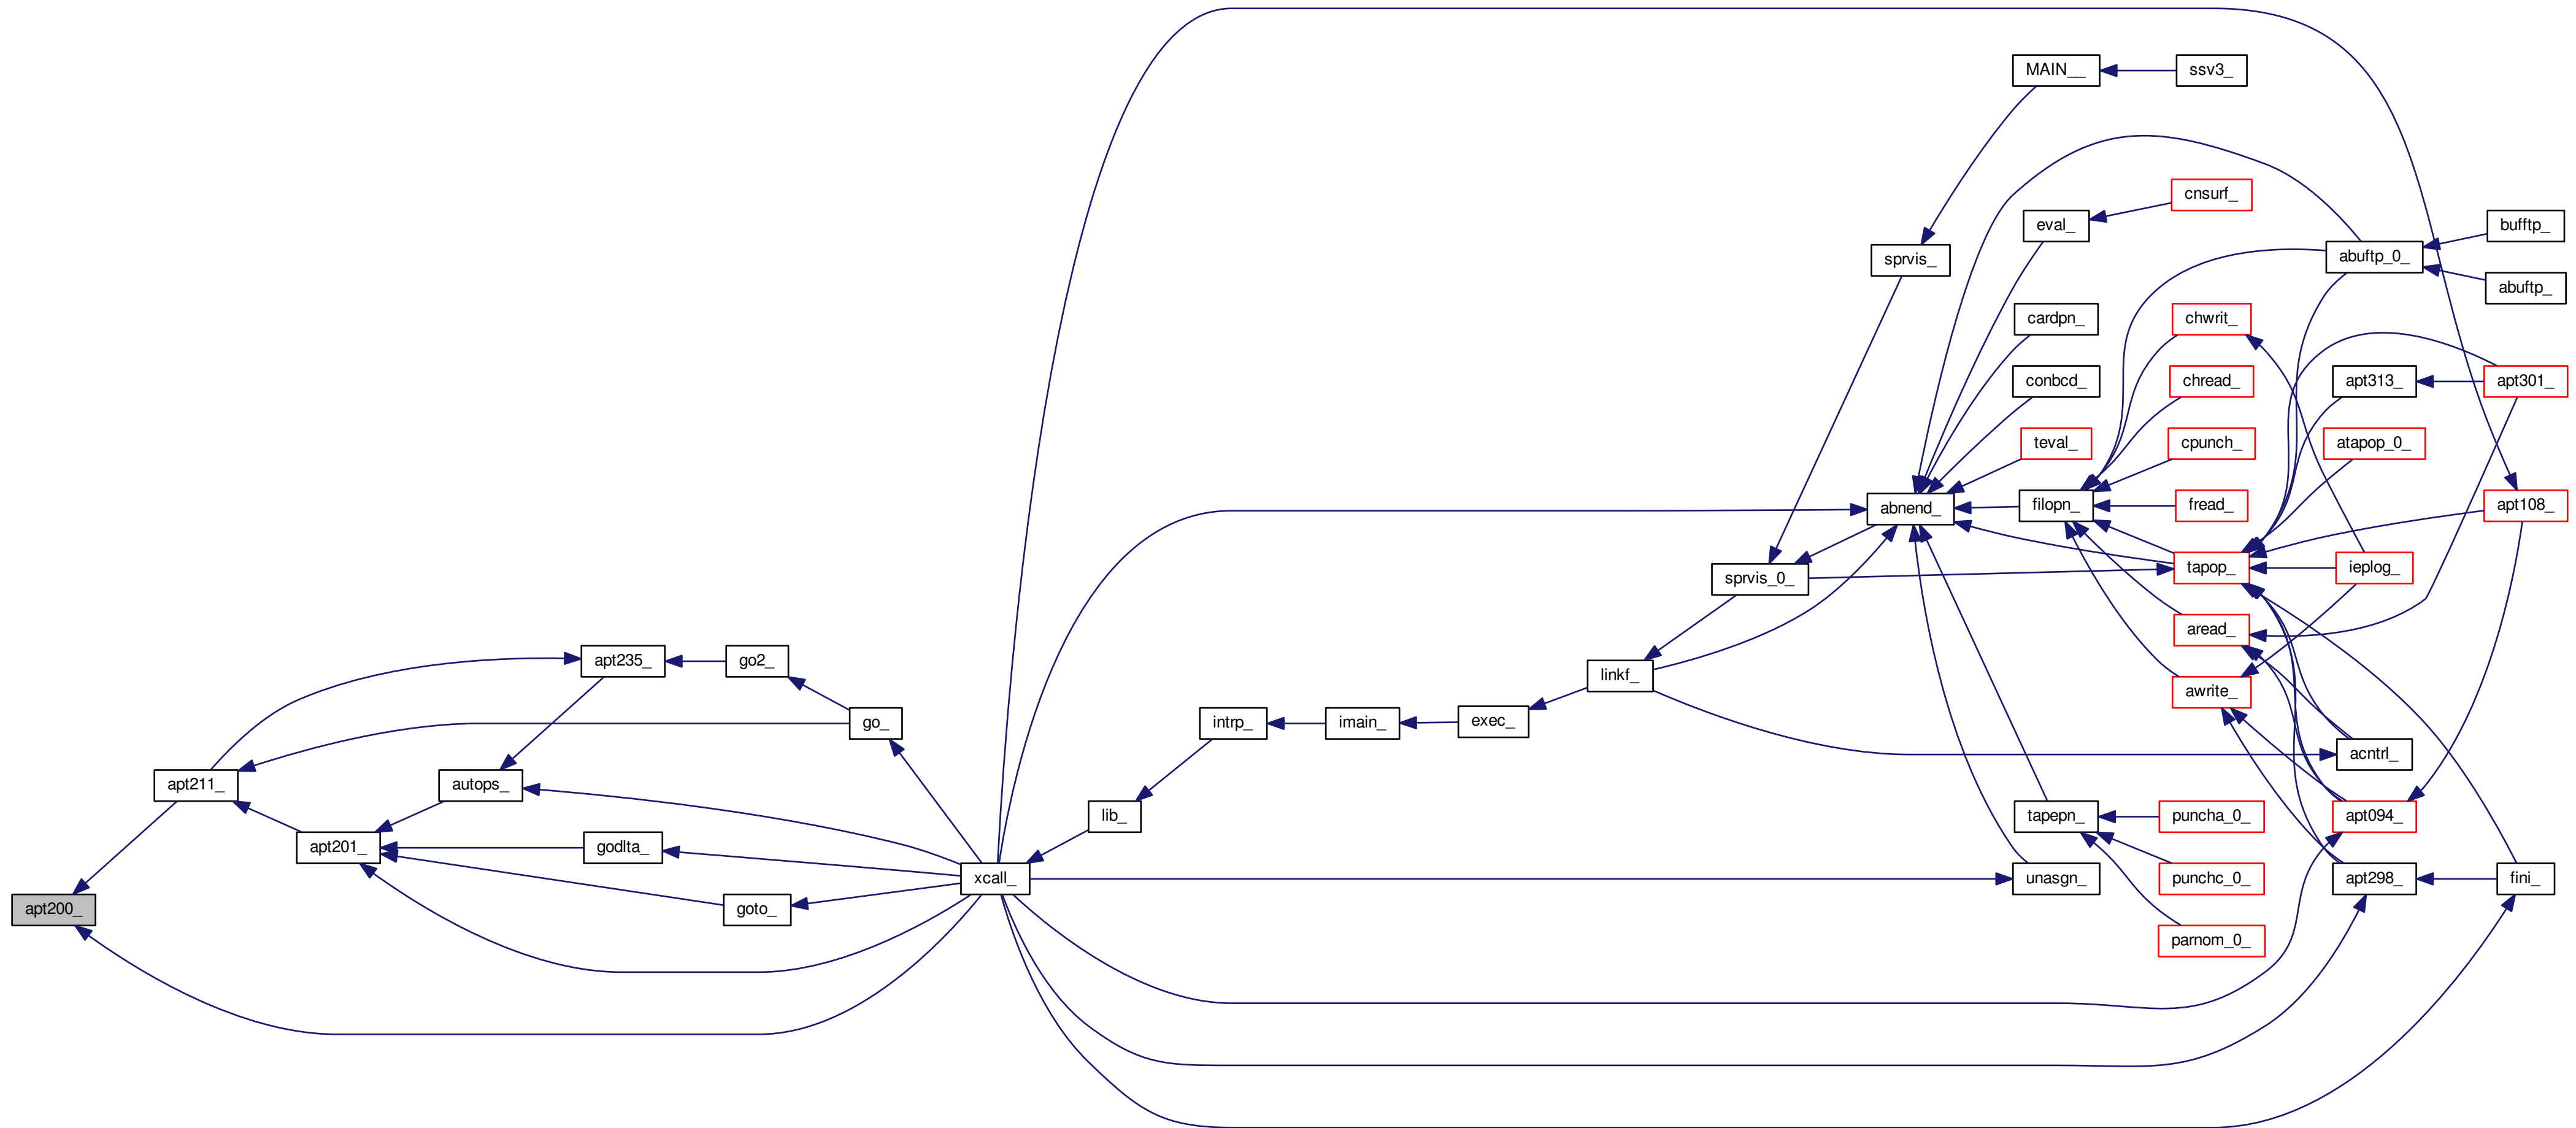 MAIN__
ssv3_
cnsurf_
eval_
bufftp_
sprvis_
abuftp_0_
abuftp_
cardpn_
chwrit_
conbcd_
chread_
apt313_
apt301_
teval_
cpunch_
atapop_0_
abnend_
filopn_
fread_
apt108_
sprvis_0_
tapop_
ieplog_
aread_
apt235_
go2_
linkf_
awrite_
go_
intrp_
imain_
exec_
acntrl_
apt211_
autops_
lib_
tapepn_
puncha_0_
apt094_
apt201_
godlta_
xcall_
unasgn_
punchc_0_
apt298_
fini_
apt200_
goto_
parnom_0_